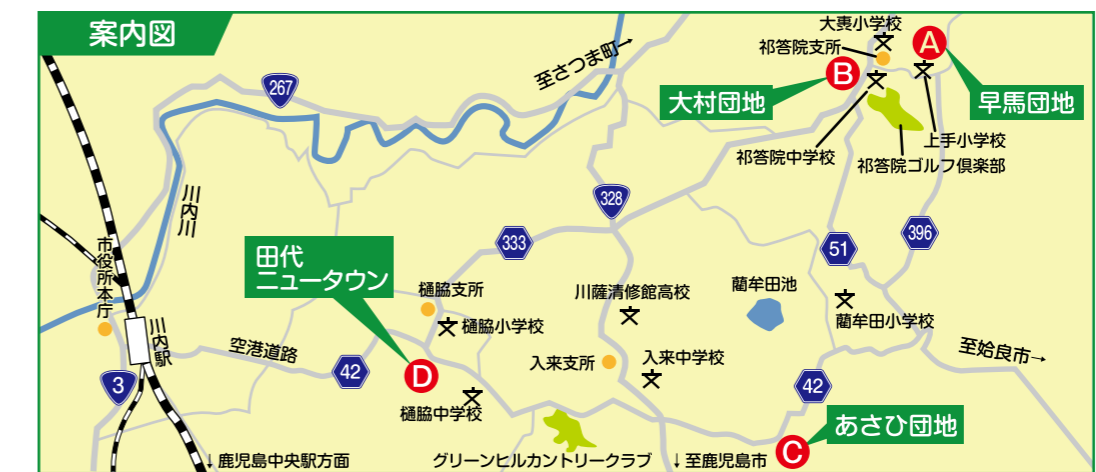 案内図
大村小学校
祁答院支所
A
B
至さつま町→
267
大村団地
早馬団地
上手小学校
祁答院中学校
祁答院ゴルフ倶楽部
川内川
328
333
51
396
田代
ニュータウン
市役所本庁
樋脇支所
川薩清修館高校
藺牟田池
樋脇小学校
藺牟田小学校
川内駅
空港道路
入来支所
入来中学校
至姶良市→
3
42
D
42
樋脇中学校
あさひ団地
C
↓鹿児島中央駅方面
グリーンヒルカントリークラブ
↓至鹿児島市